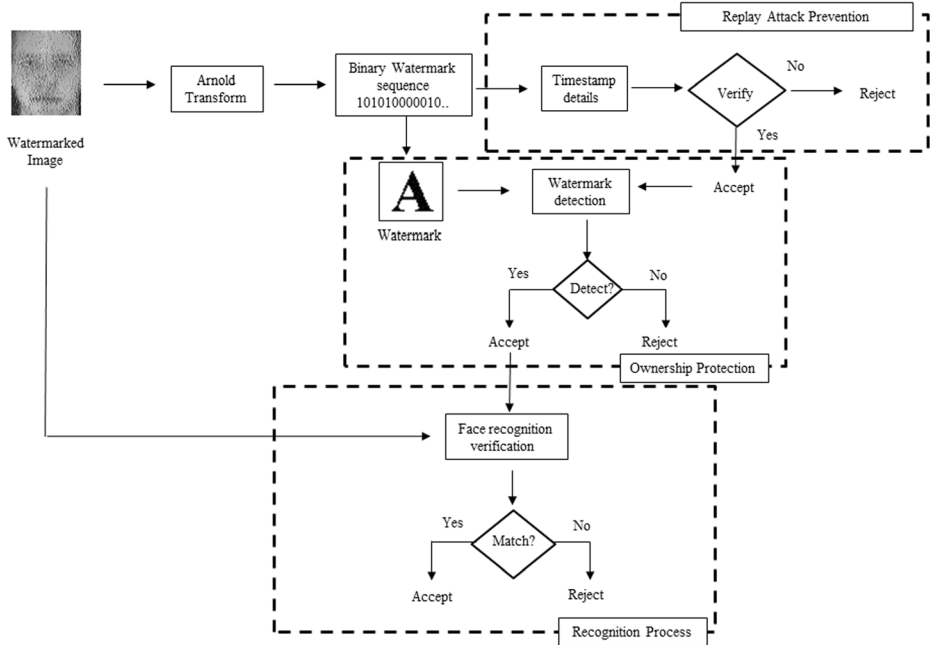 Replay Attack Prevention
Watermarked
Image
Arnold
Transform
Binary Watermark
sequence
101010000010..
Timestamp
details
Verify
No
Reject
Yes
Accept
A
Watermark
Watermark
detection
Detect?
Yes
No
Accept
Reject
Ownership Protection
Face recognition
verification
Match?
Yes
No
Accept
Reject
Recognition Process